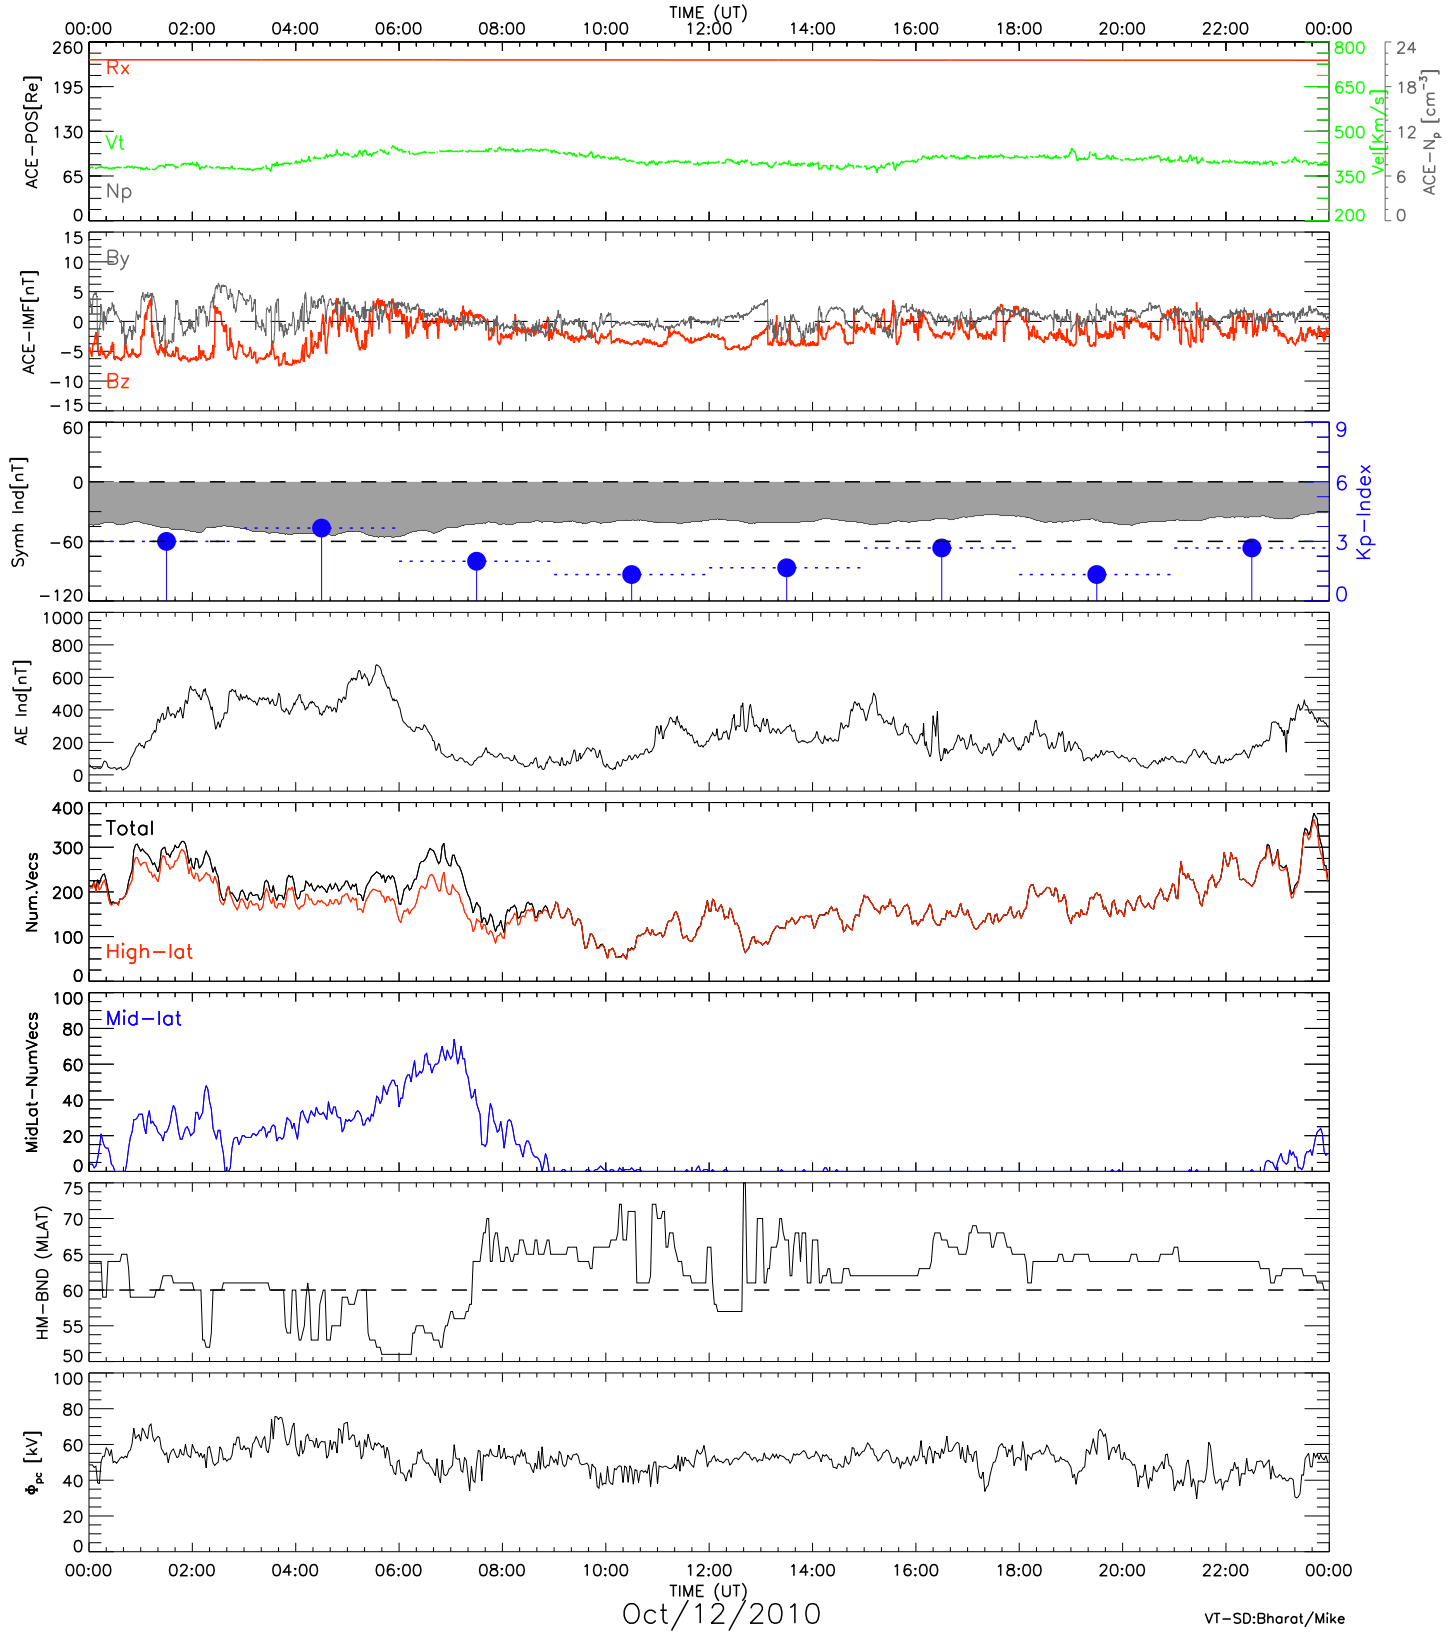 TIME (UT)
00:00 02:00 04:00 06:00 08:00 10:00 12:00 14:00 16:00 18:00 20:00 22:00 00:00
ACE-POS[Re]
260
195
130
65
0
Rx
Vt
Np
800
650
500
350
200
Vel[Km/s]
24
18
12
6
0
ACE-Np [cm-3]
ACE-IMF[nT]
15
10
5
0
-5
-10
-15
By
Bz
Symh Ind[nT]
60
0
-60
-120
9
6
3
0
Kp-Index
AE Ind[nT]
1000
800
600
400
200
0
Num.Vecs
400
300
200
100
0
Total
High-lat
MidLat-NumVecs
100
80
60
40
20
0
Mid-lat
HM-BND (MLAT)
75
70
65
60
55
50
Φpc [kV]
100
80
60
40
20
0
00:00 02:00 04:00 06:00 08:00 10:00 12:00 14:00 16:00 18:00 20:00 22:00 00:00
TIME (UT)
Oct/12/2010
VT-SD:Bharat/Mike